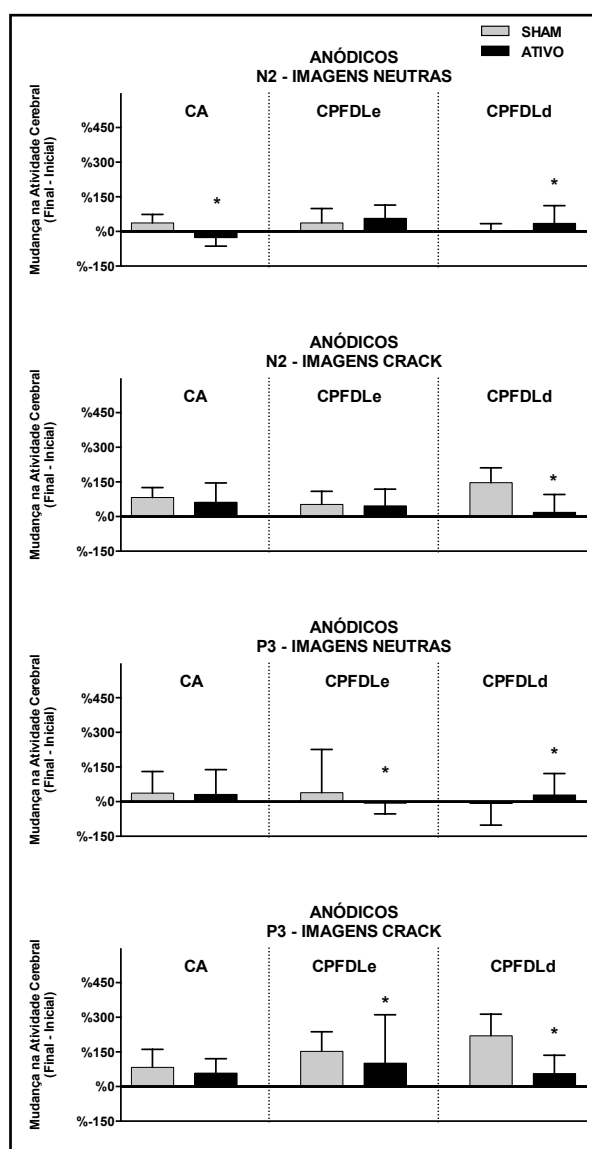 SHAM
ATIVO
ANÓDICOS
N2 - IMAGENS NEUTRAS
CA
CPFDLe
CPFDLd
Mudança na Atividade Cerebral
(Final - Inicial)
%450
%300
%150
%0
%-150
*
*
ANÓDICOS
N2 - IMAGENS CRACK
CA
CPFDLe
CPFDLd
Mudança na Atividade Cerebral
(Final - Inicial)
%450
%300
%150
%0
%-150
*
ANÓDICOS
P3 - IMAGENS NEUTRAS
CA
CPFDLe
CPFDLd
Mudança na Atividade Cerebral
(Final - Inicial)
%450
%300
%150
%0
%-150
*
*
ANÓDICOS
P3 - IMAGENS CRACK
CA
CPFDLe
CPFDLd
Mudança na Atividade Cerebral
(Final - Inicial)
%450
%300
%150
%0
%-150
*
*